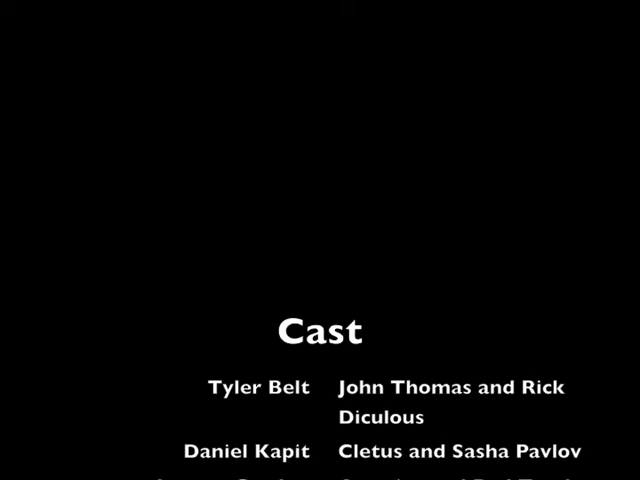 Cast
Tyler Belt John Thomas and Rick
Diculous
Daniel Kapit Cletus and Sasha Pavlov